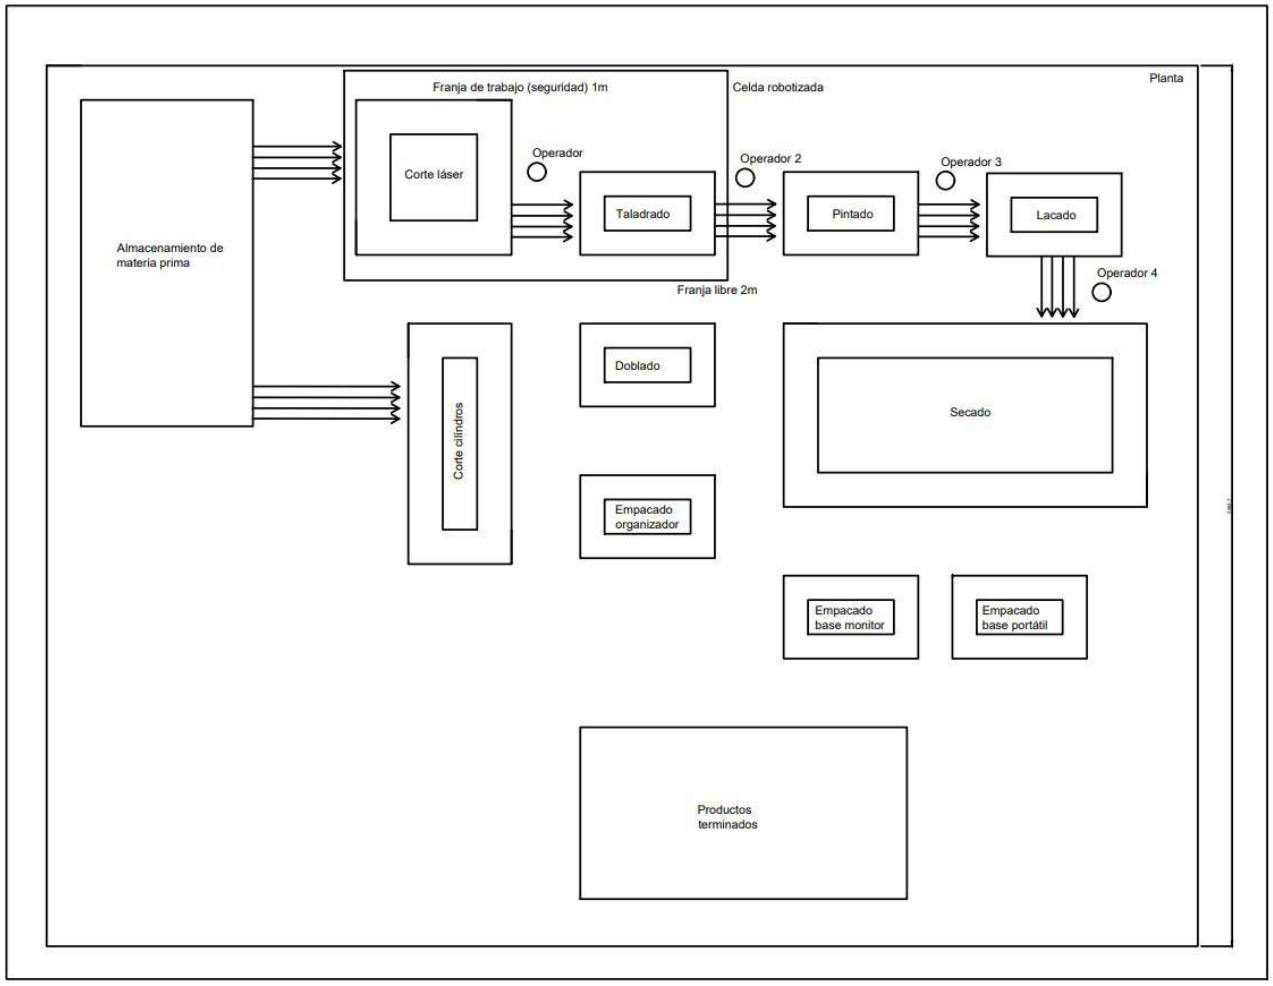 Planta
Franja de trabajo (seguridad) 1m
Celda robotizada
Operador
Operador 2
Operador 3
Corte láser
Taladrado
Pintado
Lacado
Almacenamiento de
materia prima
Operador 4
Franja libre 2m
Doblado
Secado
Corte cilíndros
Empacado
organizador
Empacado
base monitor
Empacado
base portátil
Productos
terminados